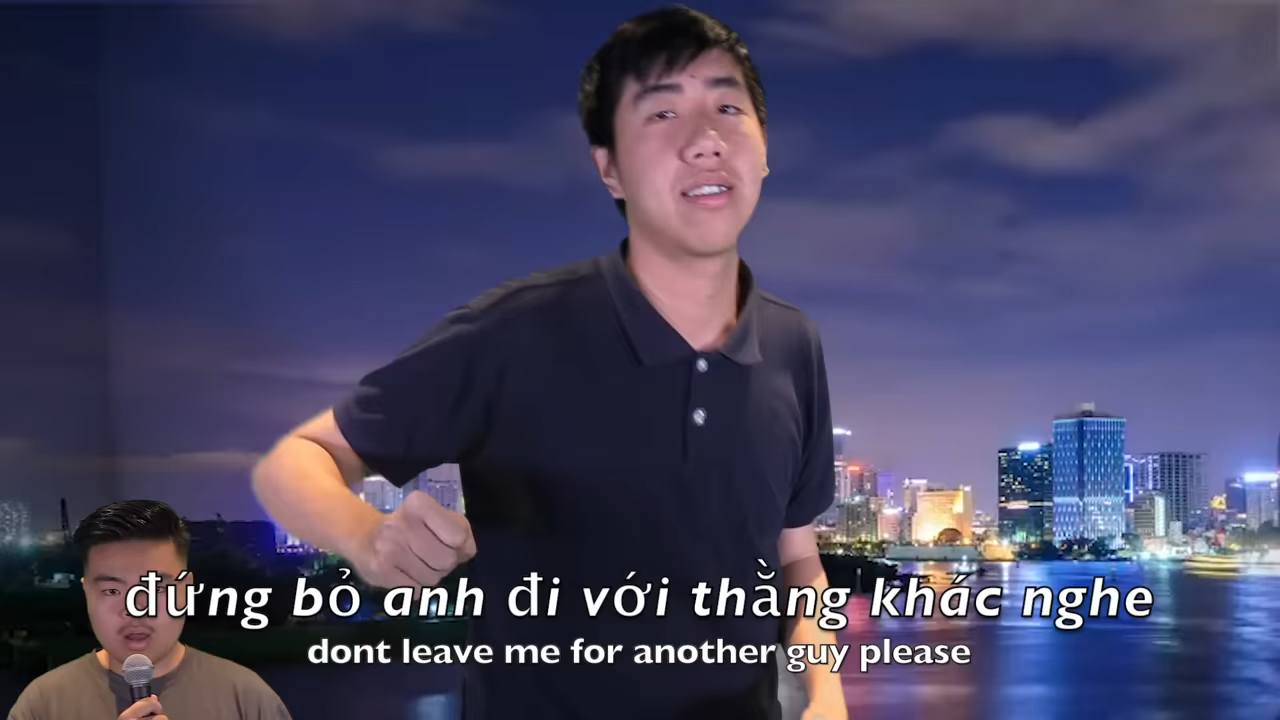 đứng bỏ anh đi với thằng khác nghe
dont leave me for another guy please